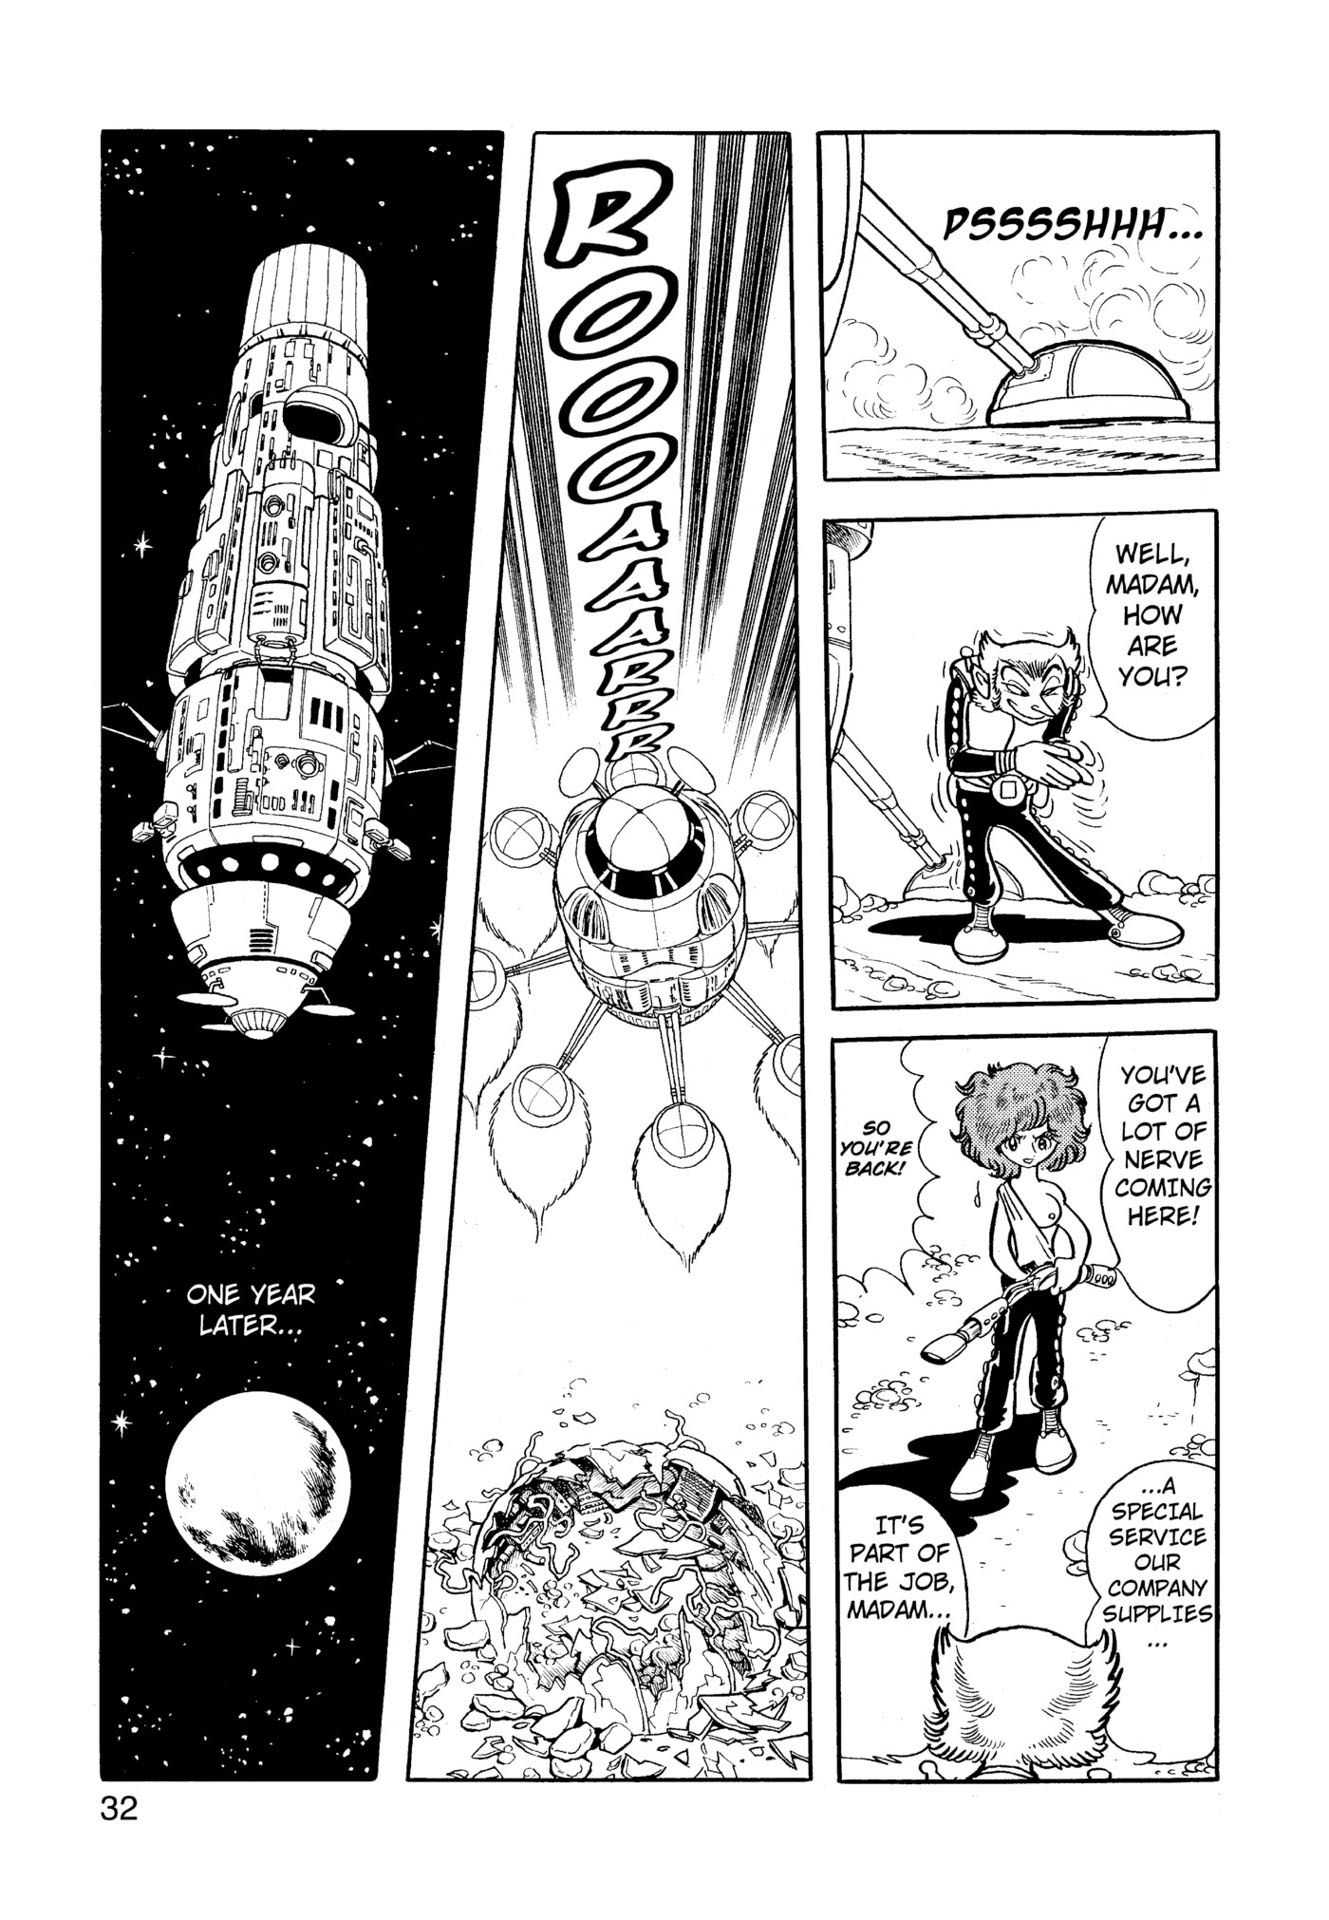 PSSSSHHH...
WELL,
MADAM,
HOW
ARE
YOU?
YOU'VE
GOT A
LOT OF
NERVE
COMING
HERE!
SO
YOU'RE
BACK!
...A
SPECIAL
SERVICE
OUR
COMPANY
SUPPLIES
...
IT'S
PART OF
THE JOB,
MADAM...
ROOOOAAAARRRR
ONE YEAR
LATER...
32